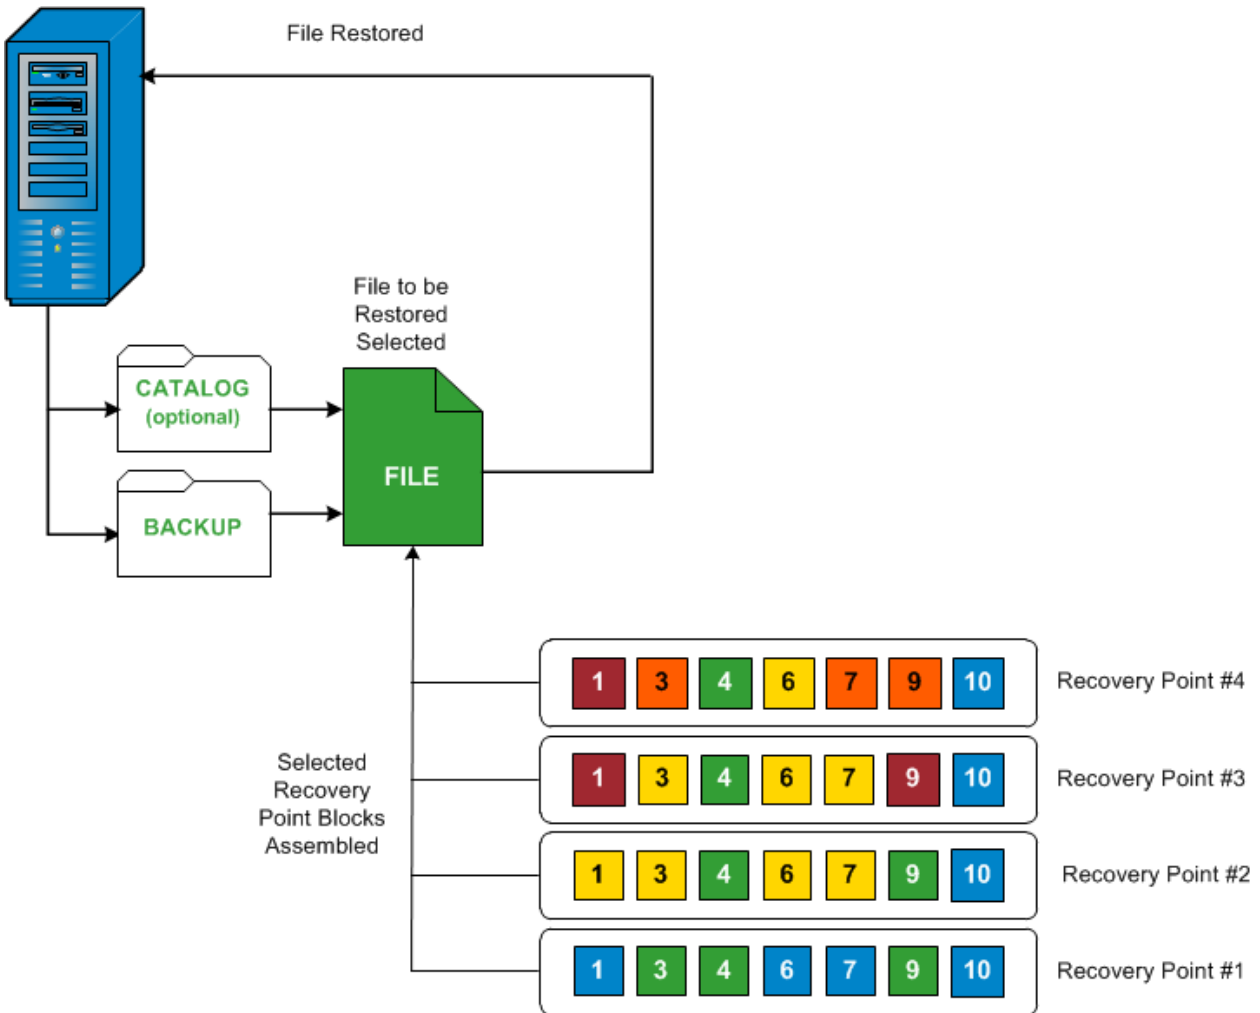 File Restored
File to be
Restored
Selected
CATALOG
(optional)
FILE
BACKUP
1 3 4 6 7 9 10 Recovery Point #4
Selected
Recovery
Point Blocks
Assembled
1 3 4 6 7 9 10 Recovery Point #3
1 3 4 6 7 9 10 Recovery Point #2
1 3 4 6 7 9 10 Recovery Point #1